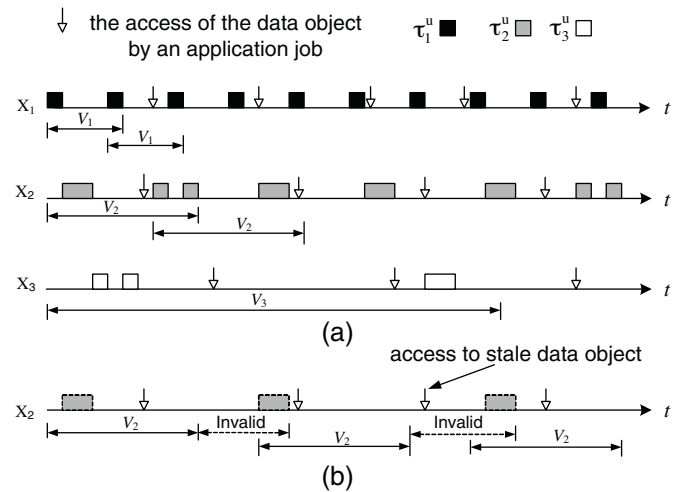 the access of the data object
by an application job
τ₁ᵘ τ₂ᵘ τ₃ᵘ
X₁
t
V₁
V₁
X₂
t
V₂
V₂
X₃
t
V₃
(a)
access to stale data object
X₂
t
V₂
Invalid
V₂
Invalid
V₂
(b)